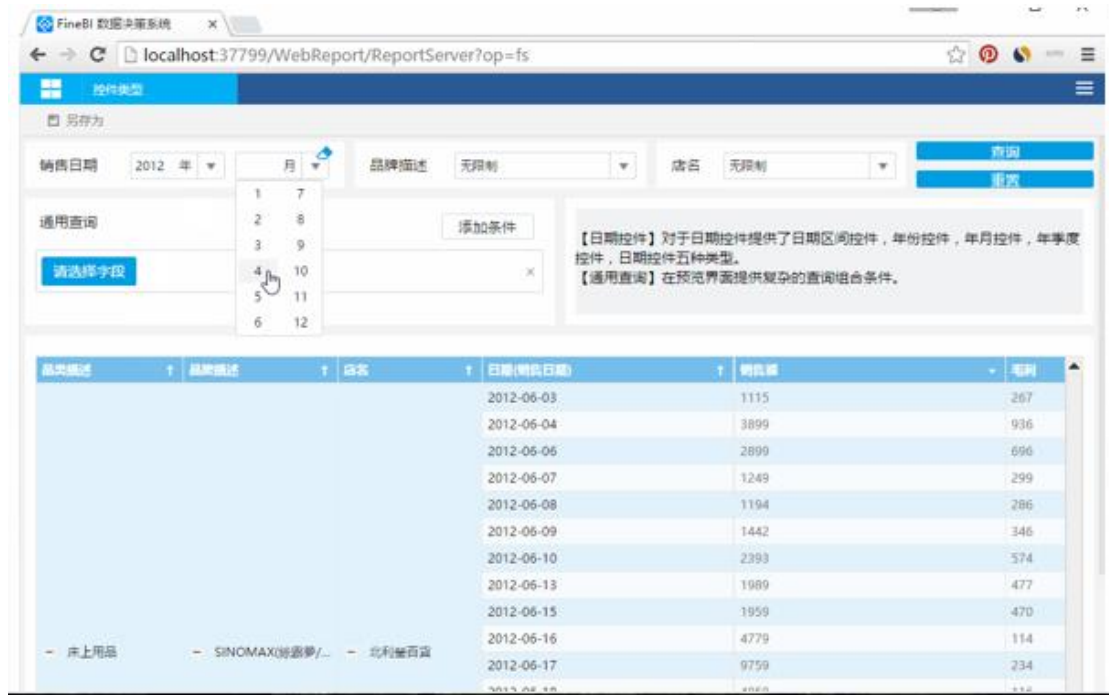 FineBI 数据决策系统
localhost:37799/WebReport/ReportServer?op=fs
控件类型
另存为
销售日期 2012 年 月 品牌描述 无限制 店名 无限制 查询
重置
1 7
2 8
3 9
4 10
5 11
6 12
通用查询 添加条件
请选择字段
【日期控件】对于日期控件提供了日期区间控件，年份控件，年月控件，年季度
控件，日期控件五种类型。
【通用查询】在预览界面提供复杂的查询组合条件。
品类描述 品牌描述 店名 日期(销售日期) 销售额 毛利
2012-06-03 1115 267
2012-06-04 3899 936
2012-06-06 2899 696
2012-06-07 1249 299
2012-06-08 1194 286
2012-06-09 1442 346
2012-06-10 2393 574
2012-06-13 1989 477
2012-06-15 1959 470
2012-06-16 4779 114
- 床上用品 - SINOMAX( - 百货
2012-06-17 9759 234